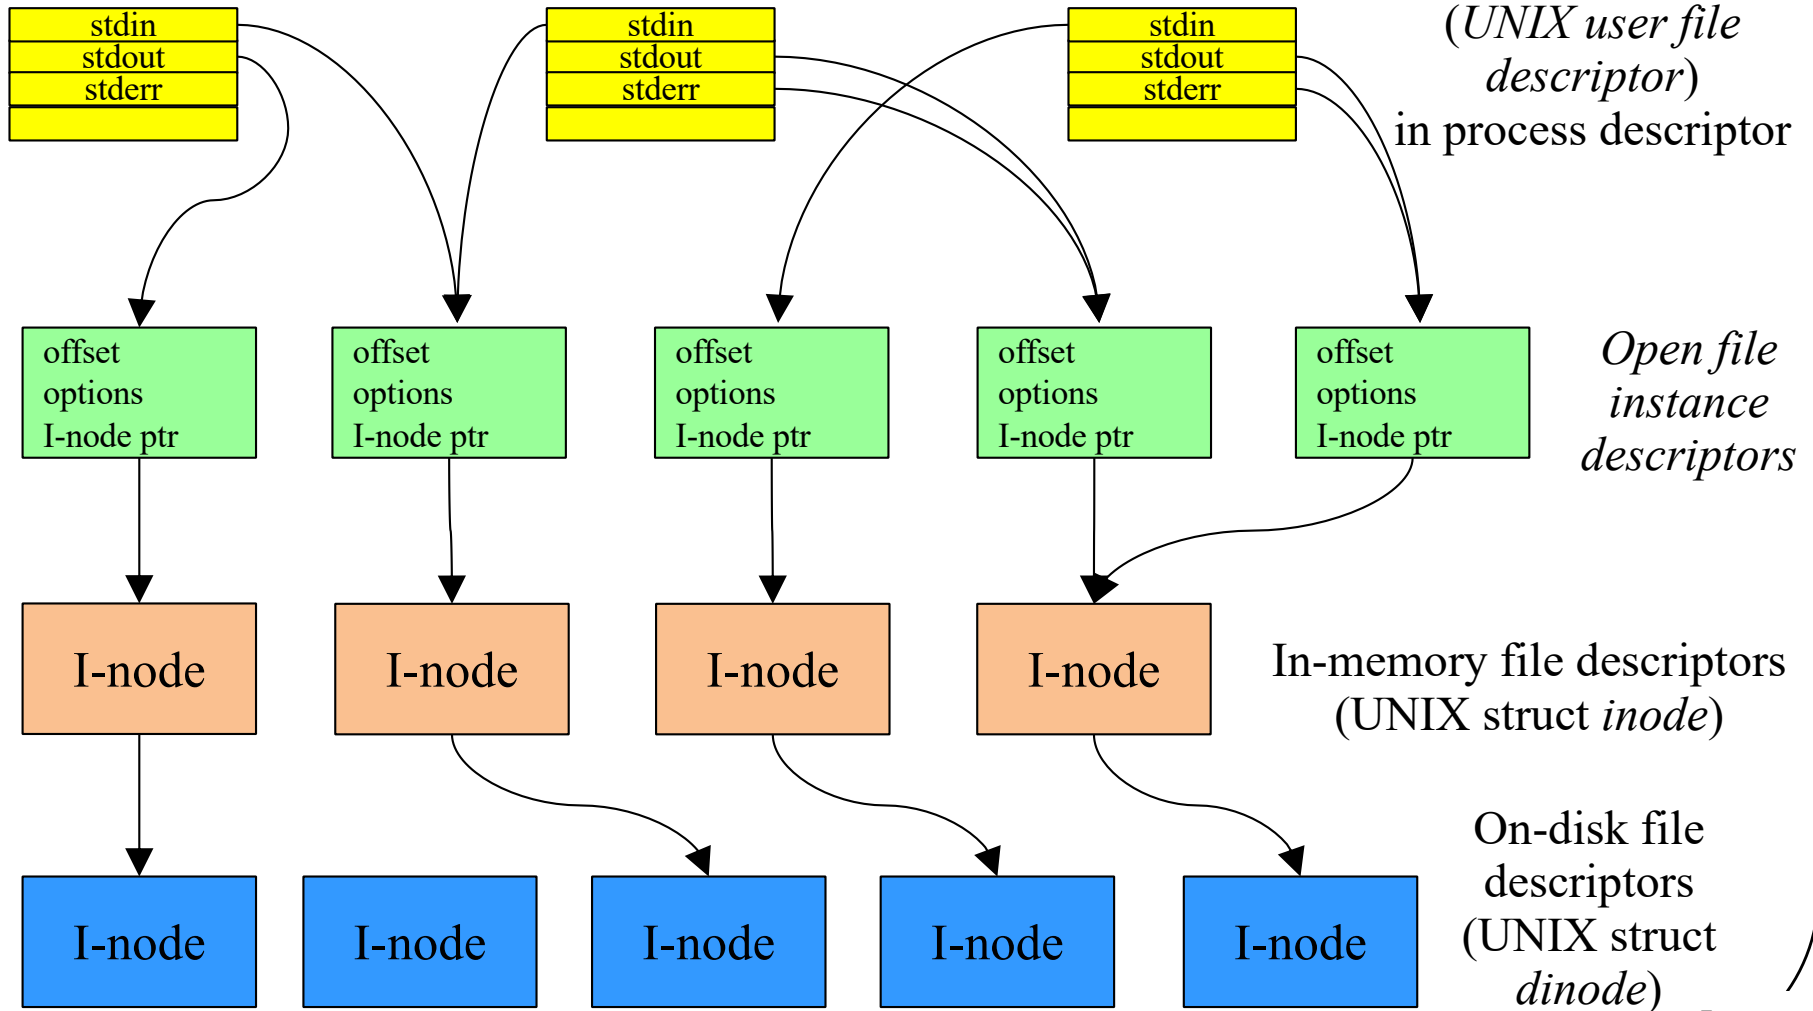 stdin
stdout
stderr
stdin
stdout
stderr
stdin
stdout
stderr
(UNIX user file
descriptor)
in process descriptor
offset
options
I-node ptr
offset
options
I-node ptr
offset
options
I-node ptr
offset
options
I-node ptr
offset
options
I-node ptr
Open file
instance
descriptors
I-node
I-node
I-node
I-node
In-memory file descriptors
(UNIX struct inode)
I-node
I-node
I-node
I-node
I-node
On-disk file
descriptors
(UNIX struct
dinode)